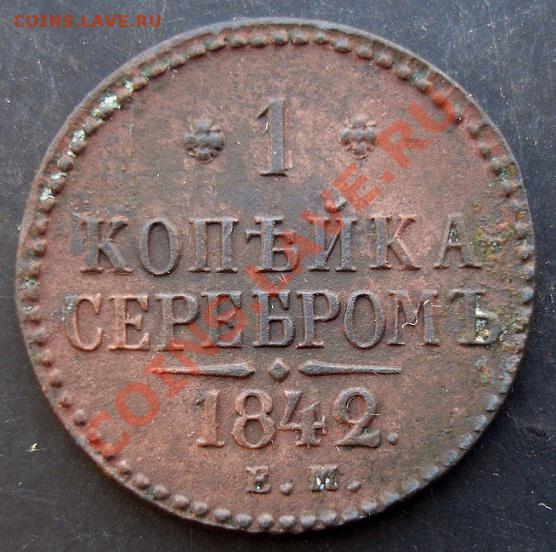 COINS.LAVE.RU
1
КОПѢЙКА
СЕРЕБРОМЪ
1842.
Е.М.
COINS.LAVE.RU